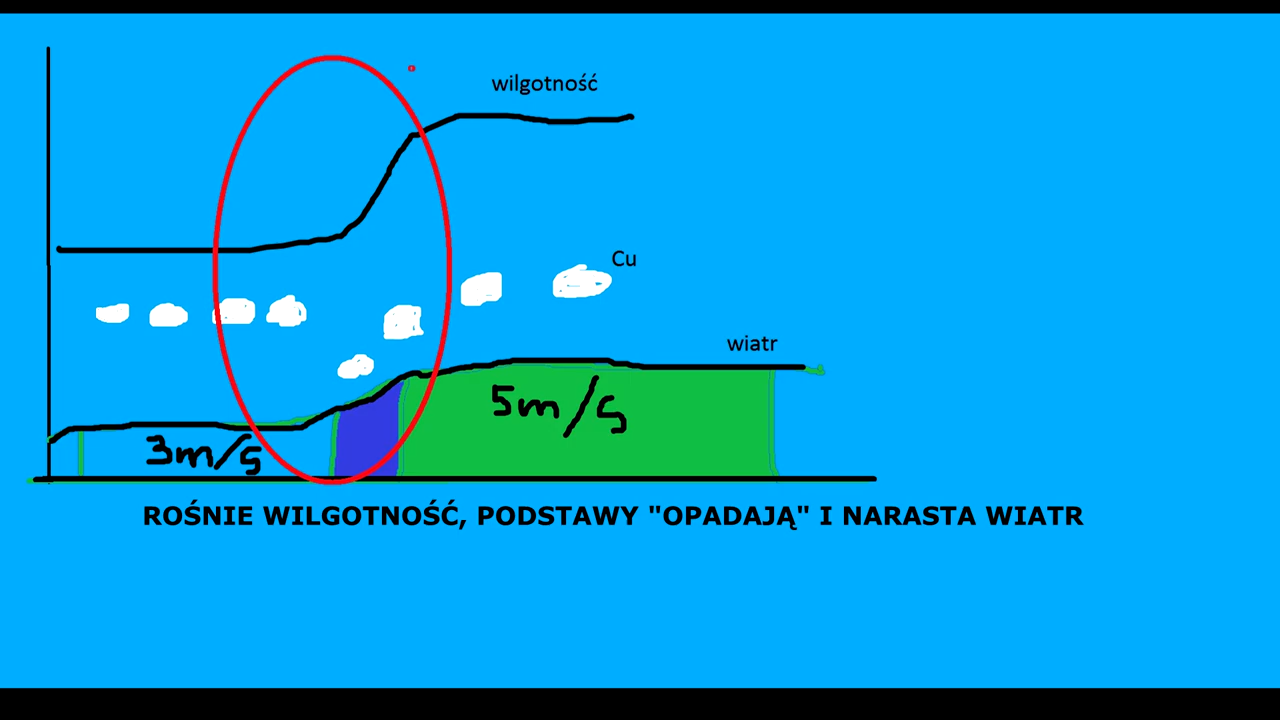 wilgotność
Cu
wiatr
5m/s
3m/s
ROŚNIE WILGOTNOŚĆ, PODSTAWY "OPADAJĄ" I NARASTA WIATR